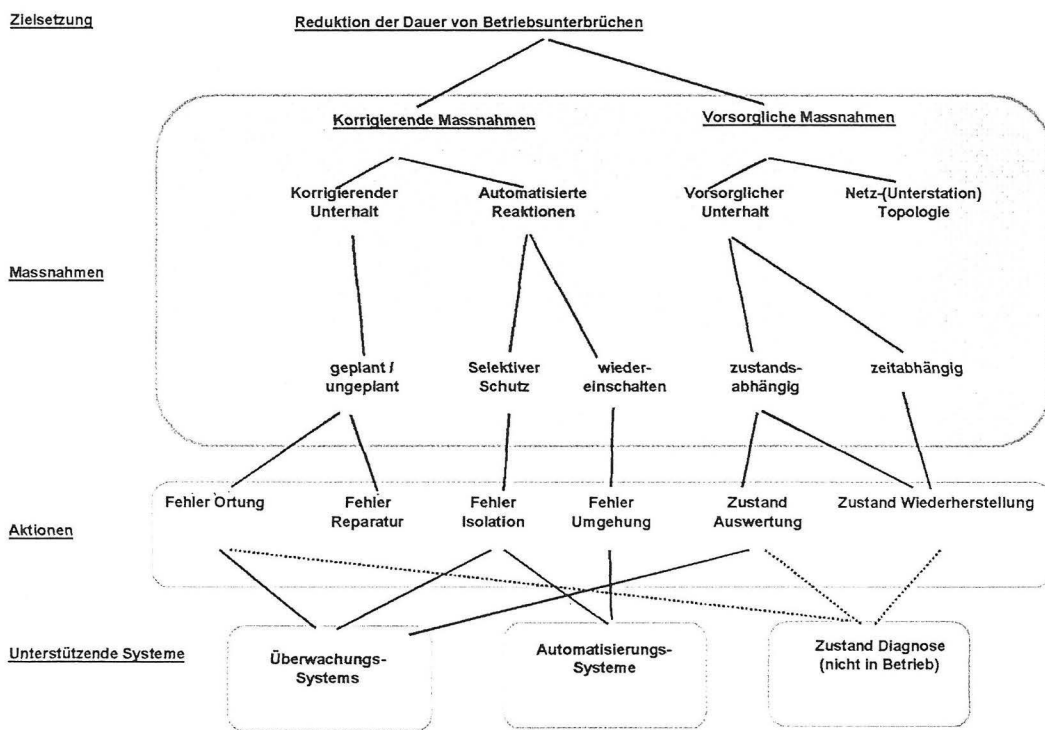 Zielsetzung
Reduktion der Dauer von Betriebsunterbrüchen
Korrigierende Massnahmen
Vorsorgliche Massnahmen
Korrigierender
Unterhalt
Automatisierte
Reaktionen
Vorsorglicher
Unterhalt
Netz-(Unterstation)
Topologie
Massnahmen
geplant /
ungeplant
Selektiver
Schutz
wieder-
einschalten
zustands-
abhängig
zeitabhängig
Fehler Ortung
Fehler
Reparatur
Fehler
Isolation
Fehler
Umgehung
Zustand
Auswertung
Zustand Wiederherstellung
Aktionen
Unterstützende Systeme
Überwachungs-
Systems
Automatisierungs-
Systeme
Zustand Diagnose
(nicht in Betrieb)